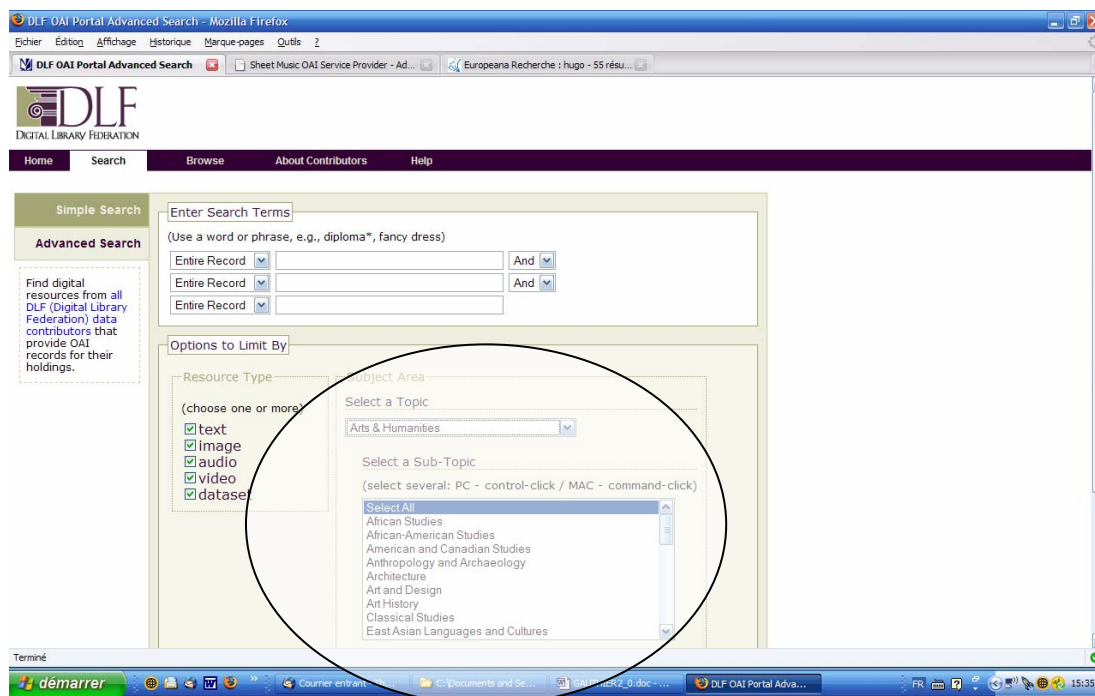 DLF OAI Portal Advanced Search - Mozilla Firefox
Fichier Édition Affichage Historique Marque-pages Outils ?
DLF OAI Portal Advanced Search Sheet Music OAI Service Provider - Ad... Europeana Recherche : hugo - 55 résu...
DLF
DIGITAL LIBRARY FEDERATION
Home Search Browse About Contributors Help
Simple Search
Advanced Search
Find digital
resources from all
DLF (Digital Library
Federation) data
contributors that
provide OAI
records for their
holdings.
Enter Search Terms
(Use a word or phrase, e.g., diploma*, fancy dress)
Entire Record And
Entire Record And
Entire Record
Options to Limit By
Resource Type
(choose one or more)
text
image
audio
video
dataset
Subject Area
Select a Topic
Arts & Humanities
Select a Sub-Topic
(select several: PC - control-click / MAC - command-click)
Select All
African Studies
African-American Studies
American and Canadian Studies
Anthropology and Archaeology
Architecture
Art and Design
Art History
Classical Studies
East Asian Languages and Cultures
Terminé
démarrer Courrier entrant C:\Documents and Se... 2_0.doc -... DLF OAI Portal Adva... FR 15:35